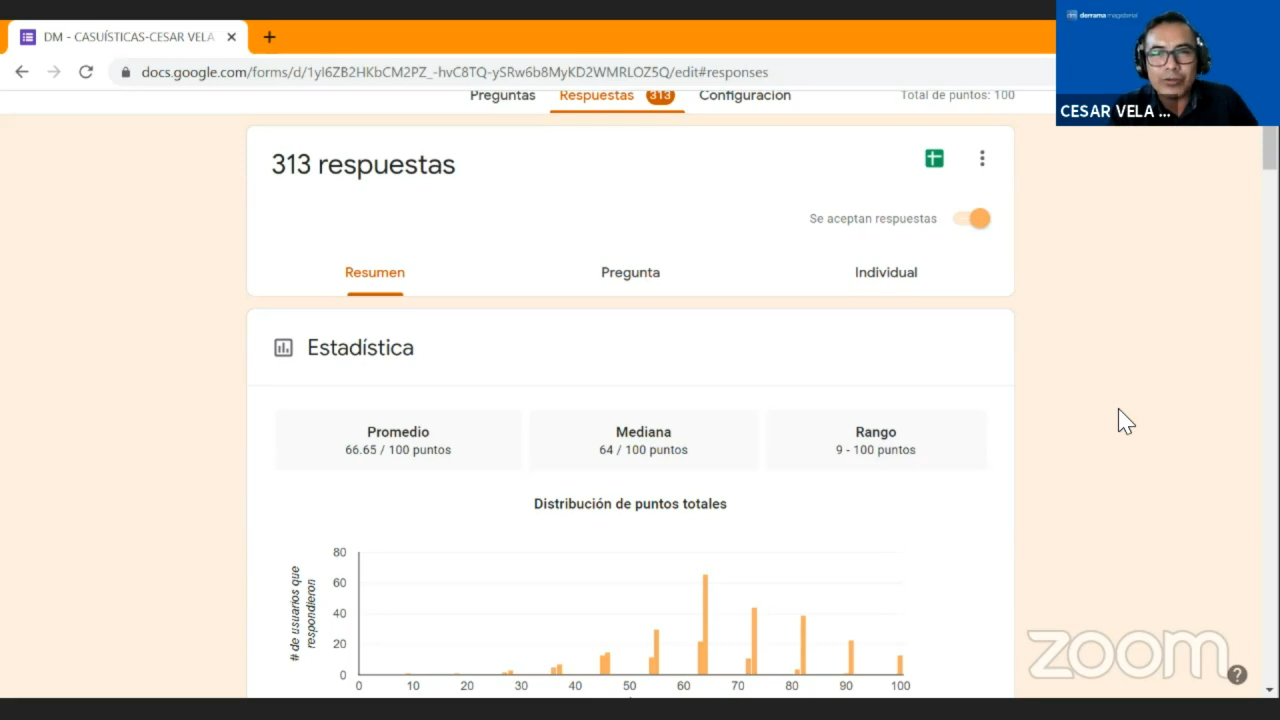 DM - CASUÍSTICAS-CESAR VELA
docs.google.com/forms/d/1yI6ZB2HKbCM2PZ_-hvC8TQ-ySRw6b8MyKD2WMRLOZ5Q/edit#responses
derrama magisterial
CESAR VELA ...
Preguntas Respuestas 313 Configuración Total de puntos: 100
313 respuestas
Se aceptan respuestas
Resumen Pregunta Individual
Estadística
Promedio Mediana Rango
66.65 / 100 puntos 64 / 100 puntos 9 - 100 puntos
Distribución de puntos totales
# de usuarios que
respondieron
80
60
40
20
0
0 10 20 30 40 50 60 70 80 90 100
zoom